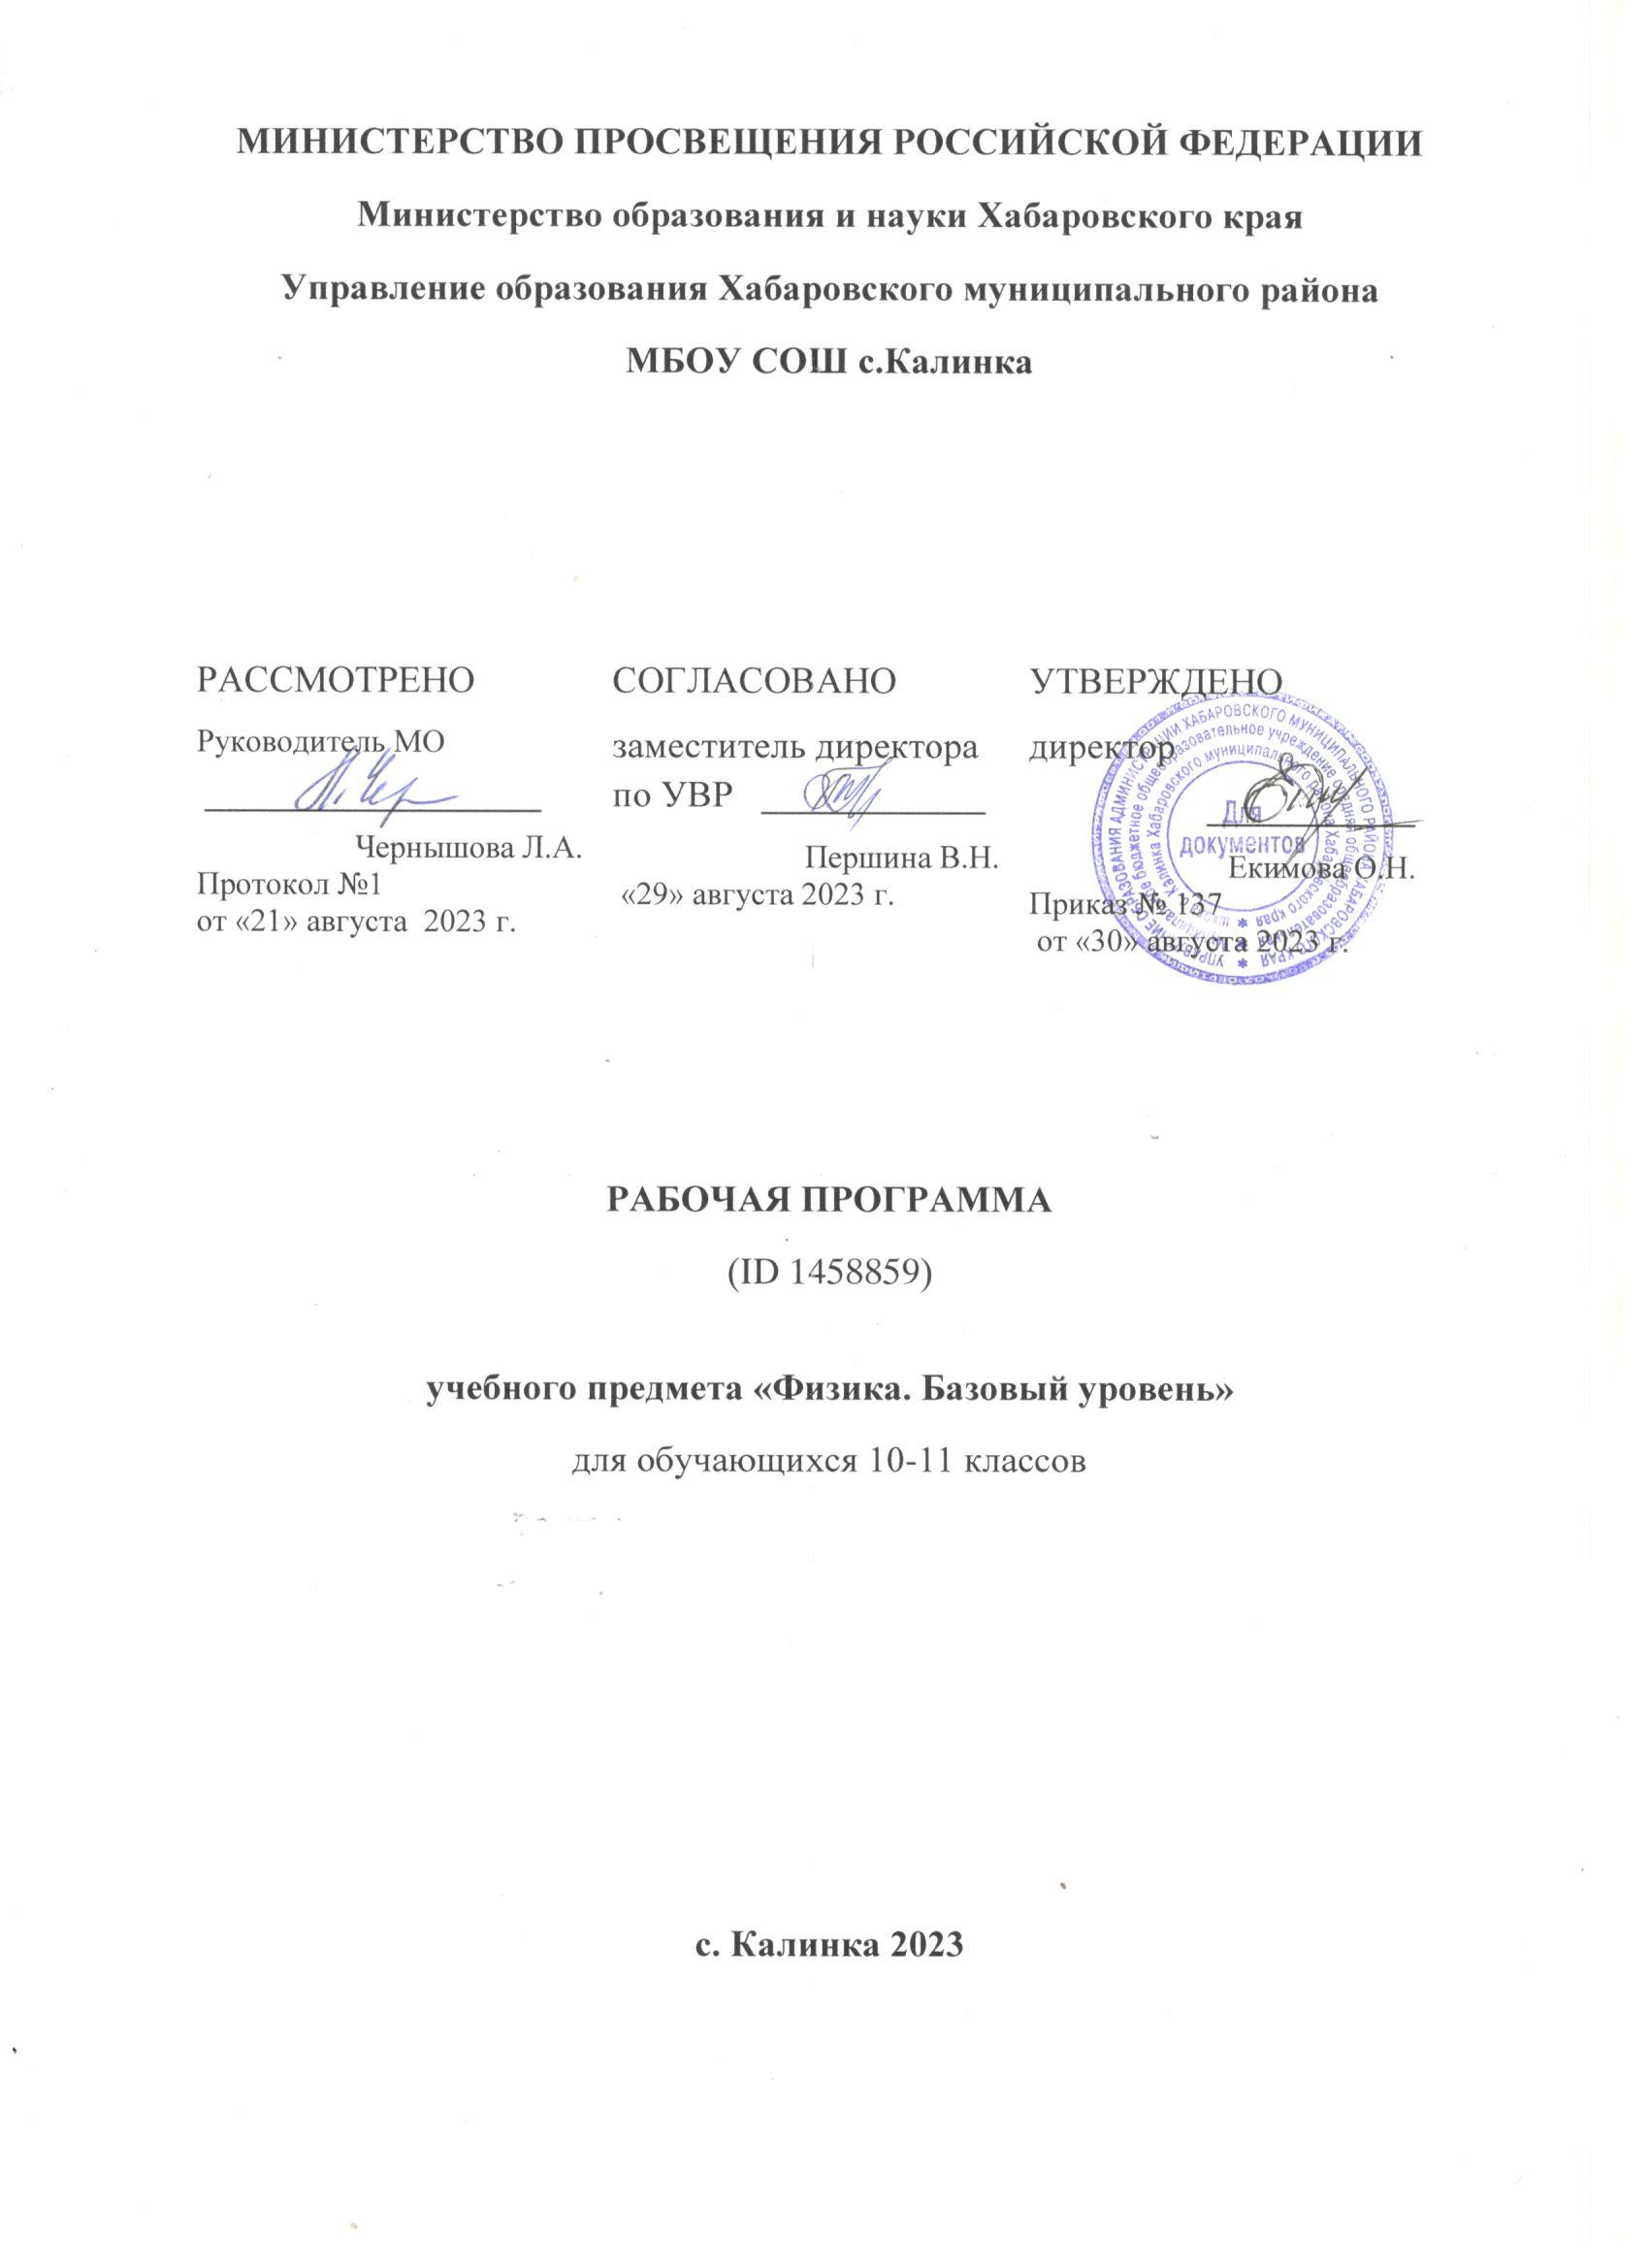 МИНИСТЕРСТВО ПРОСВЕЩЕНИЯ РОССИЙСКОЙ ФЕДЕРАЦИИ
Министерство образования и науки Хабаровского края
Управление образования Хабаровского муниципального района
МБОУ СОШ с.Калинка
РАССМОТРЕНО
Руководитель МО
Чернышова Л.А.
Протокол №1
от «21» августа 2023 г.
СОГЛАСОВАНО
заместитель директора
по УВР
Першина В.Н.
«29» августа 2023 г.
УТВЕРЖДЕНО
директор
Екимова О.Н.
Приказ № 137
от «30» августа 2023 г.
Для
документов
РАБОЧАЯ ПРОГРАММА
(ID 1458859)
учебного предмета «Физика. Базовый уровень»
для обучающихся 10-11 классов
с. Калинка 2023